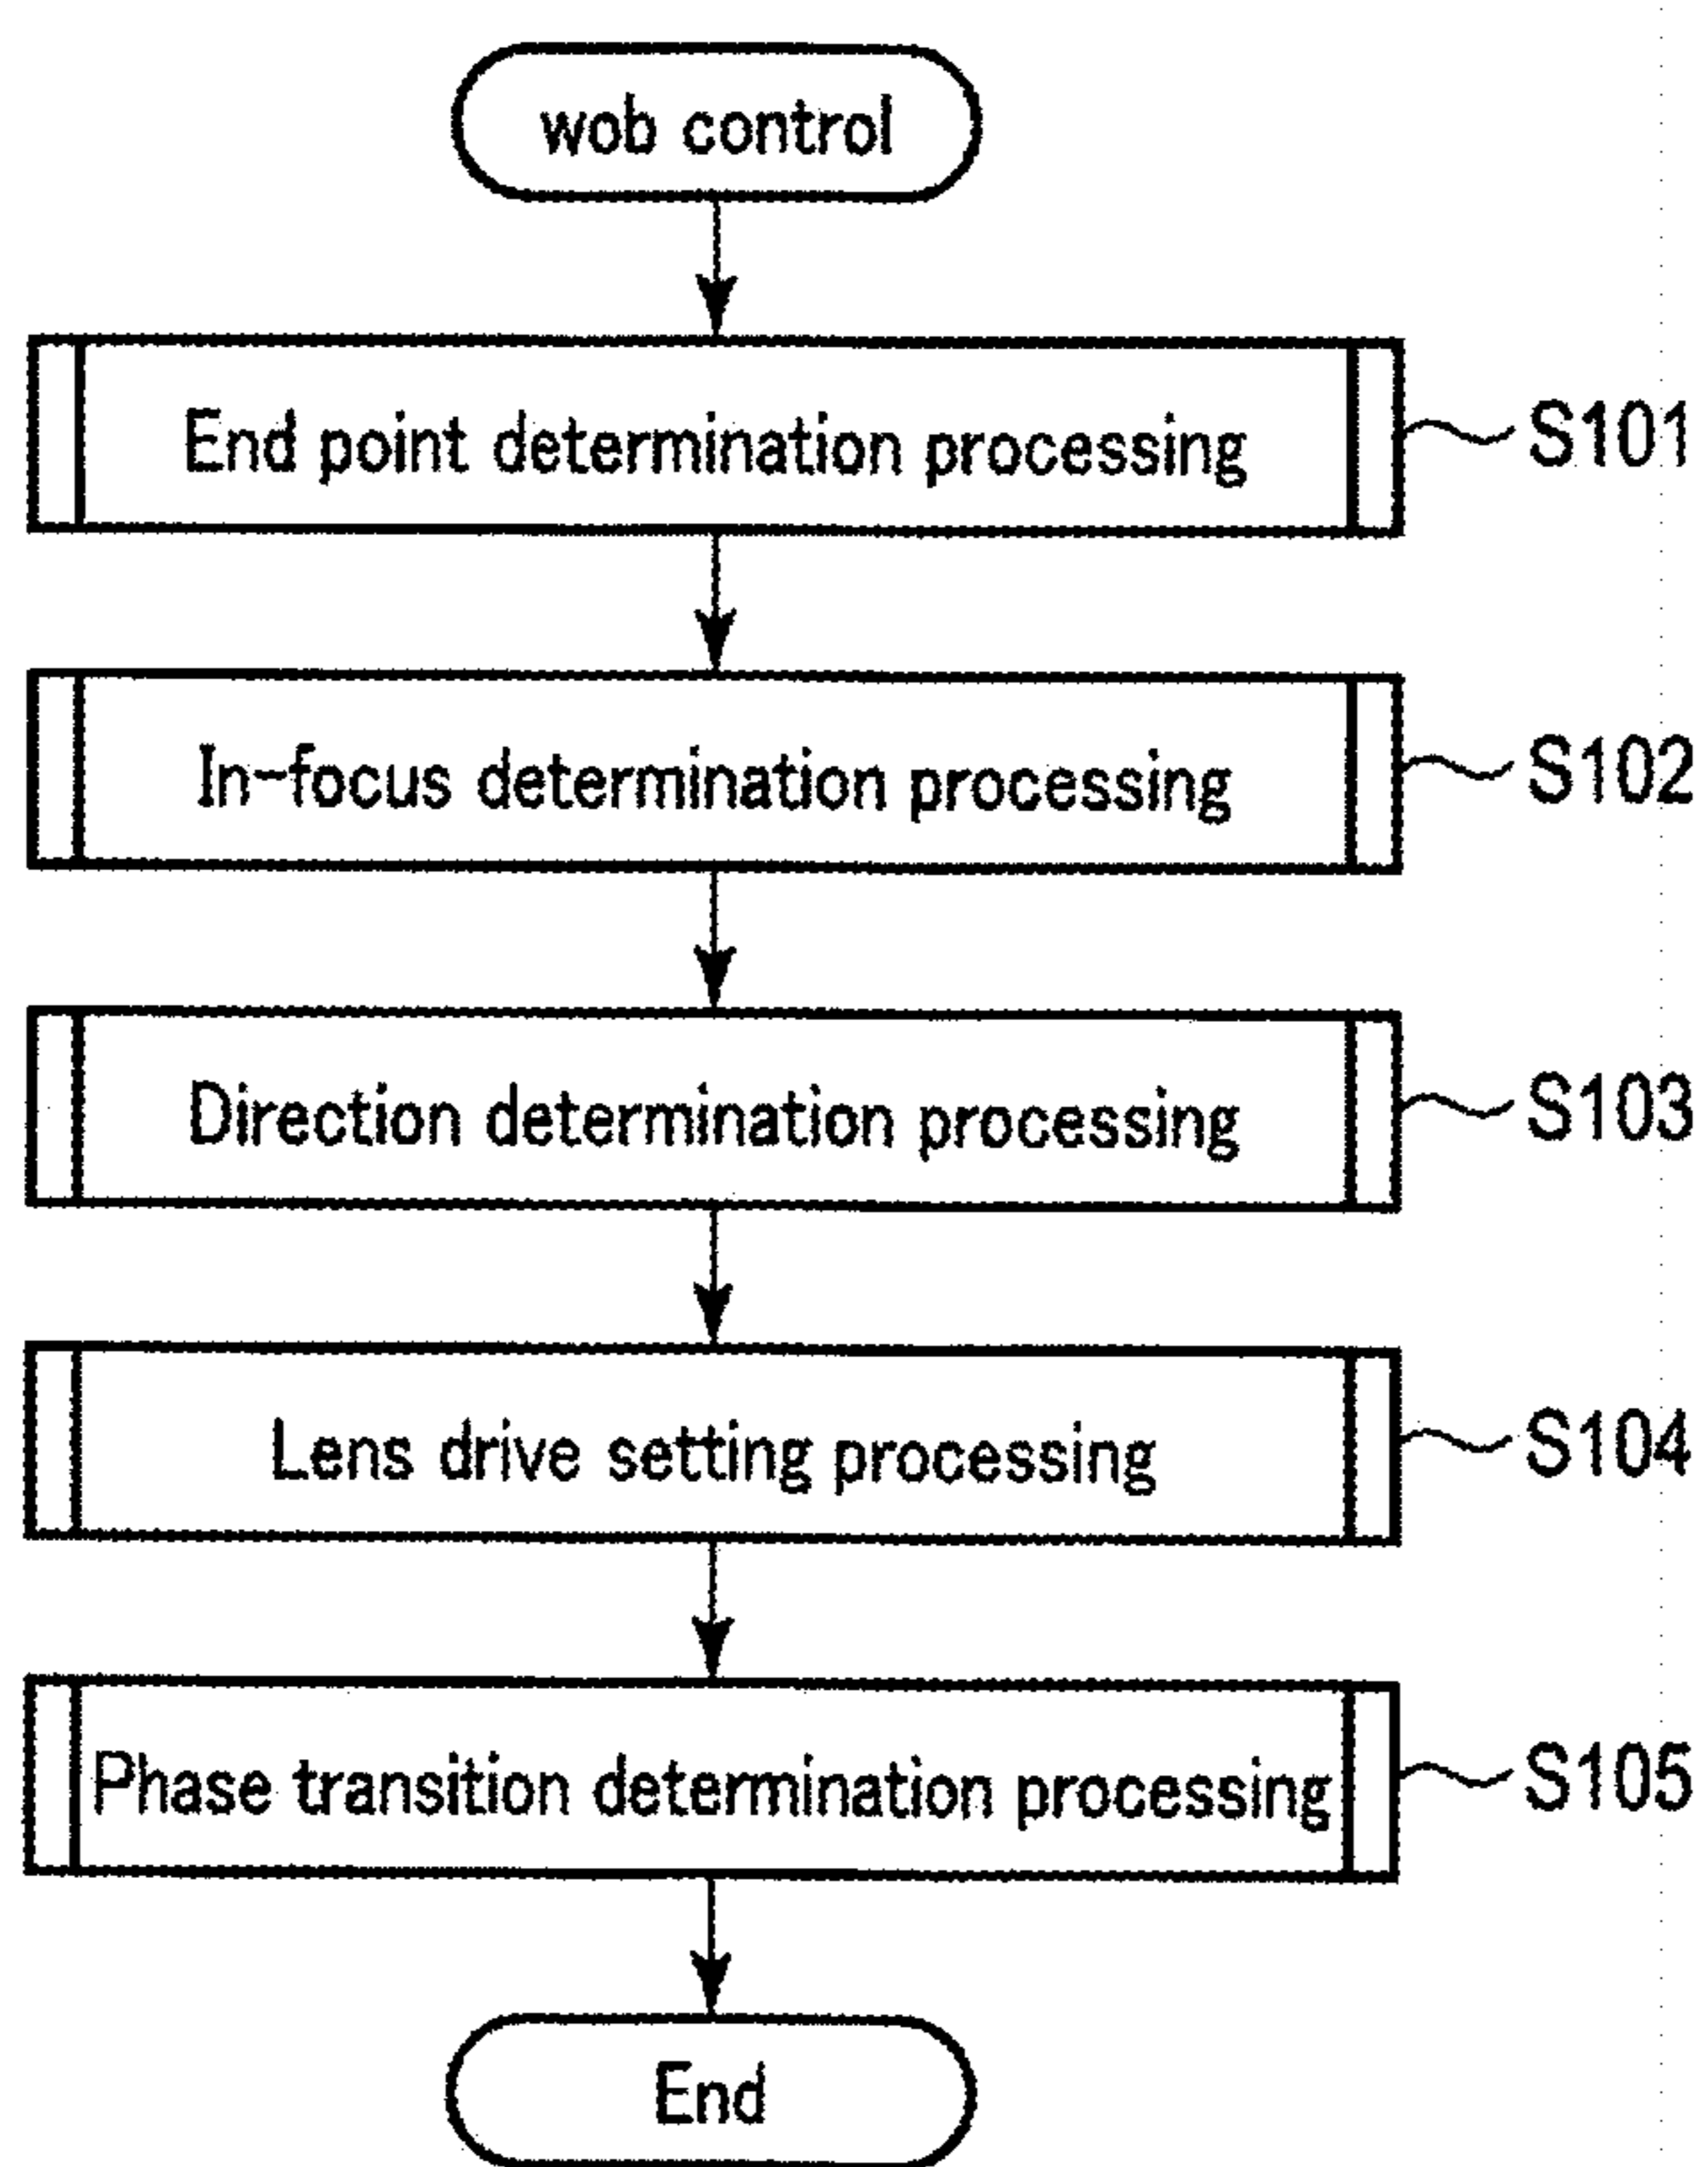 wob control
End point determination processing
S101
In-focus determination processing
S102
Direction determination processing
S103
Lens drive setting processing
S104
Phase transition determination processing
S105
End